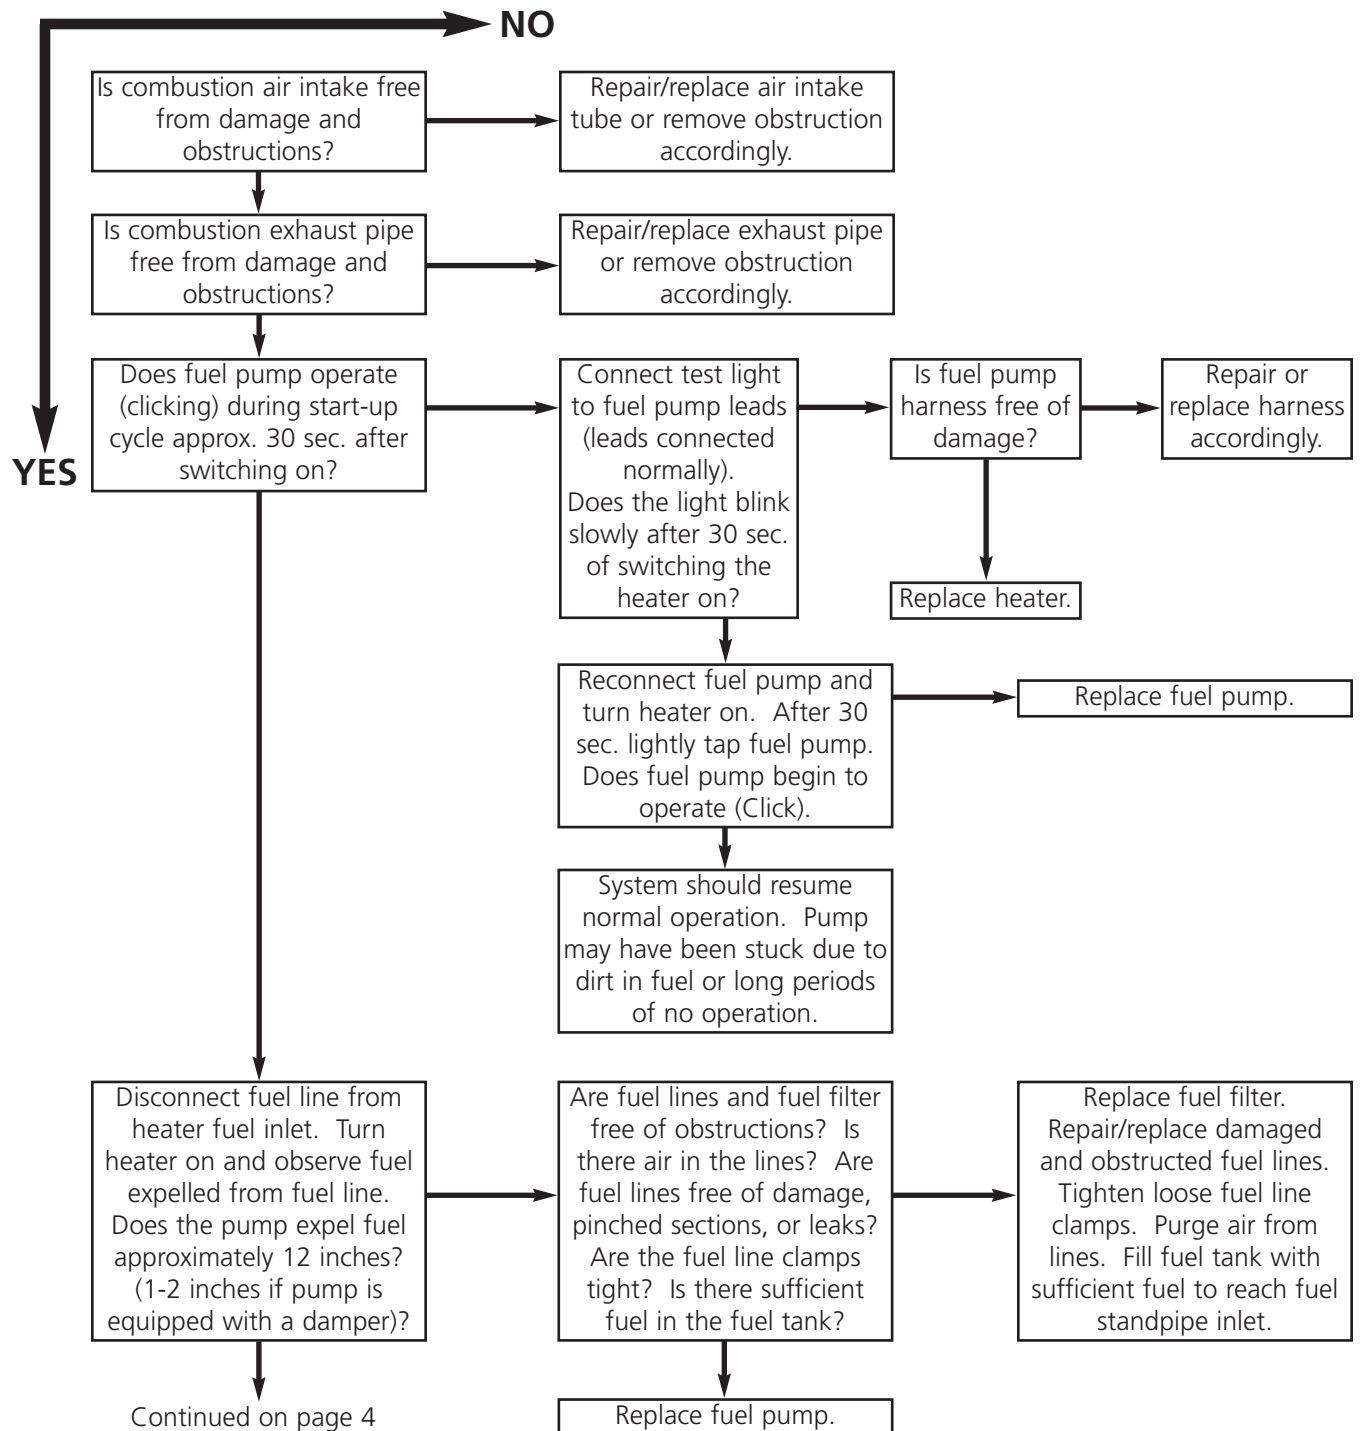 NO
YES
Is combustion air intake free
from damage and
obstructions?
Repair/replace air intake
tube or remove obstruction
accordingly.
Is combustion exhaust pipe
free from damage and
obstructions?
Repair/replace exhaust pipe
or remove obstruction
accordingly.
Does fuel pump operate
(clicking) during start-up
cycle approx. 30 sec. after
switching on?
Connect test light
to fuel pump leads
(leads connected
normally).
Does the light blink
slowly after 30 sec.
of switching the
heater on?
Is fuel pump
harness free of
damage?
Repair or
replace harness
accordingly.
Replace heater.
Reconnect fuel pump and
turn heater on. After 30
sec. lightly tap fuel pump.
Does fuel pump begin to
operate (Click).
Replace fuel pump.
System should resume
normal operation. Pump
may have been stuck due to
dirt in fuel or long periods
of no operation.
Disconnect fuel line from
heater fuel inlet. Turn
heater on and observe fuel
expelled from fuel line.
Does the pump expel fuel
approximately 12 inches?
(1-2 inches if pump is
equipped with a damper)?
Are fuel lines and fuel filter
free of obstructions? Is
there air in the lines? Are
fuel lines free of damage,
pinched sections, or leaks?
Are the fuel line clamps
tight? Is there sufficient
fuel in the fuel tank?
Replace fuel filter.
Repair/replace damaged
and obstructed fuel lines.
Tighten loose fuel line
clamps. Purge air from
lines. Fill fuel tank with
sufficient fuel to reach fuel
standpipe inlet.
Continued on page 4
Replace fuel pump.